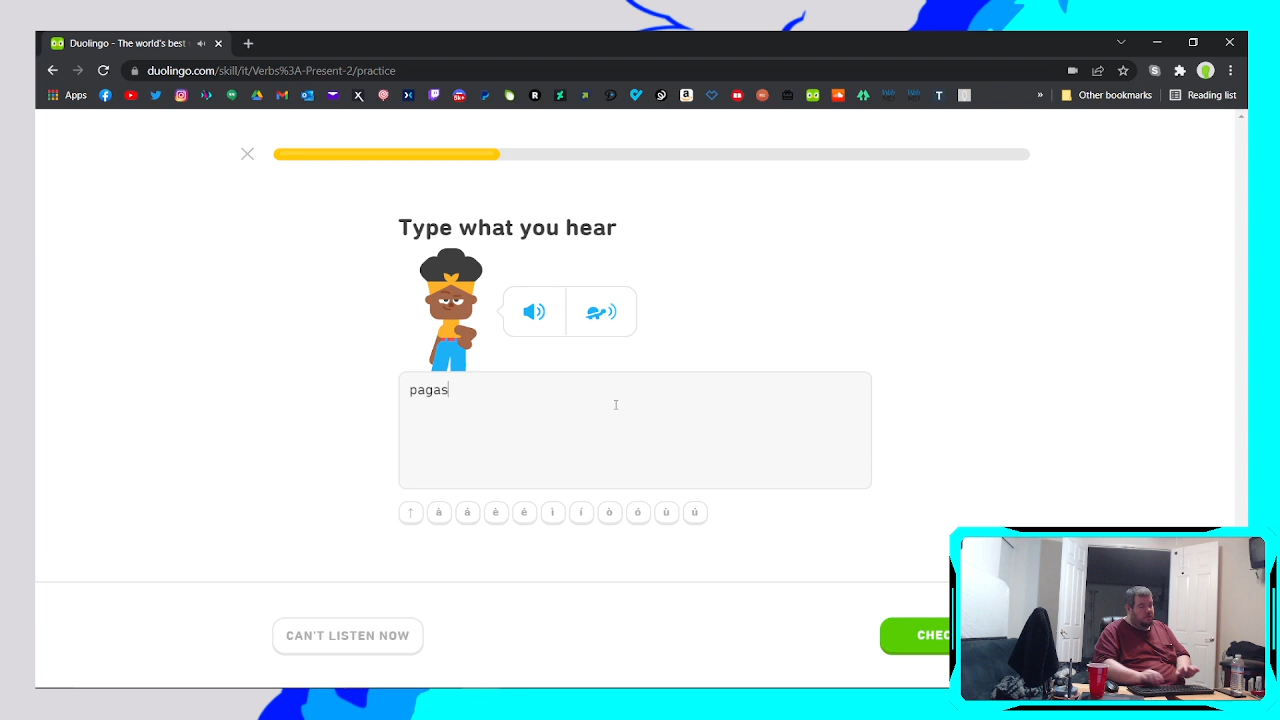 Duolingo - The world's best
duolingo.com/skill/it/Verbs%3A-Present-2/practice
Apps
Other bookmarks
Reading list
Type what you hear
pagas
↑ à á è é ì í ò ó ù ú
CAN'T LISTEN NOW
CHEC